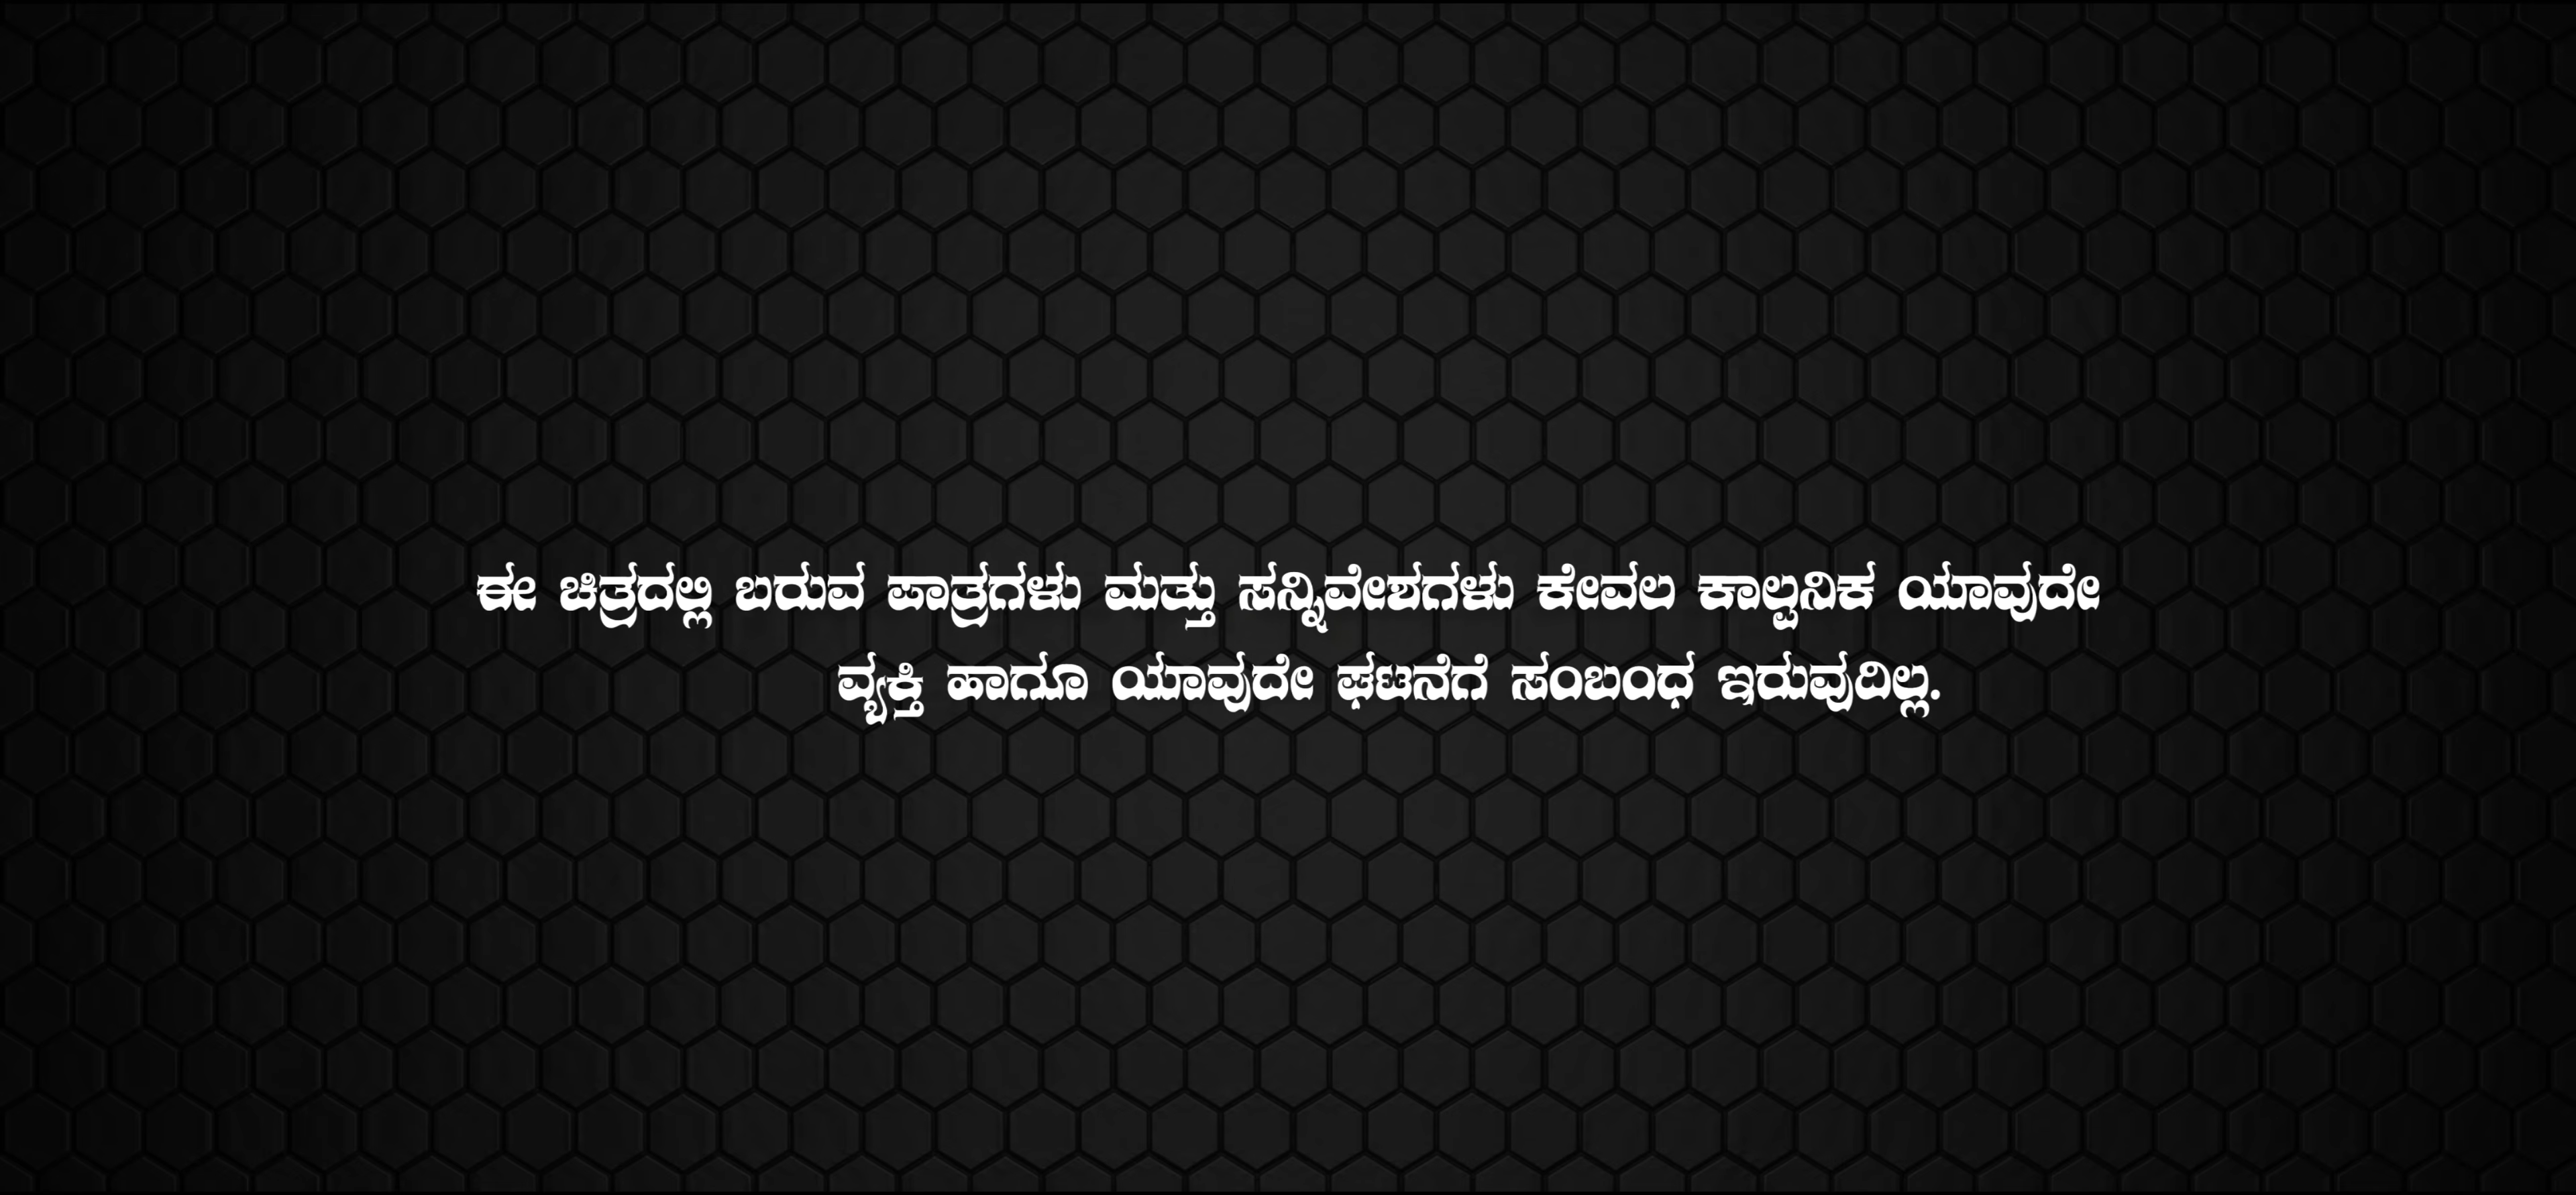 ಈ ಚಿತ್ರದಲ್ಲಿ ಬರುವ ಪಾತ್ರಗಳು ಮತ್ತು ಸನ್ನಿವೇಶಗಳು ಕೇವಲ ಕಾಲ್ಪನಿಕ ಯಾವುದೇ
ವ್ಯಕ್ತಿ ಹಾಗೂ ಯಾವುದೇ ಘಟನೆಗೆ ಸಂಬಂಧ ಇರುವುದಿಲ್ಲ.